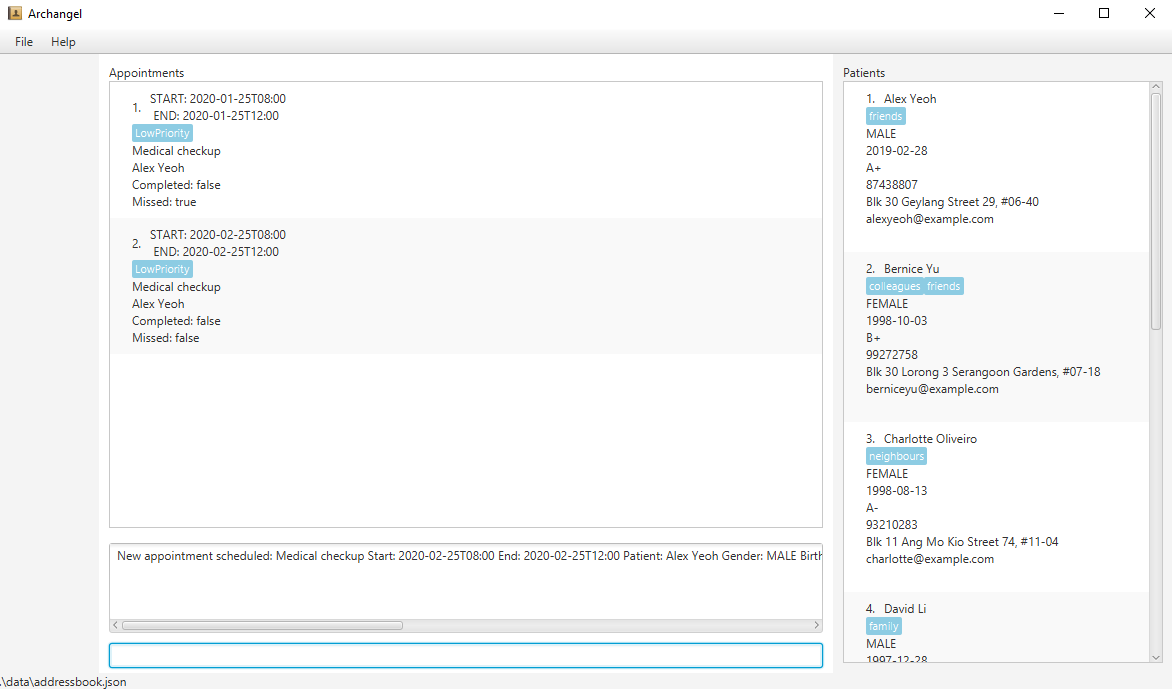 Archangel
File Help
Appointments
1. START: 2020-01-25T08:00
END: 2020-01-25T12:00
LowPriority
Medical checkup
Alex Yeoh
Completed: false
Missed: true
2. START: 2020-02-25T08:00
END: 2020-02-25T12:00
LowPriority
Medical checkup
Alex Yeoh
Completed: false
Missed: false
New appointment scheduled: Medical checkup Start: 2020-02-25T08:00 End: 2020-02-25T12:00 Patient: Alex Yeoh Gender: MALE Birth
Patients
1. Alex Yeoh
friends
MALE
2019-02-28
A+
87438807
Blk 30 Geylang Street 29, #06-40
alexyeoh@example.com
2. Bernice Yu
colleagues friends
FEMALE
1998-10-03
B+
99272758
Blk 30 Lorong 3 Serangoon Gardens, #07-18
berniceyu@example.com
3. Charlotte Oliveiro
neighbours
FEMALE
1998-08-13
A-
93210283
Blk 11 Ang Mo Kio Street 74, #11-04
charlotte@example.com
4. David Li
family
MALE
1997-12-28
.\data\addressbook.json